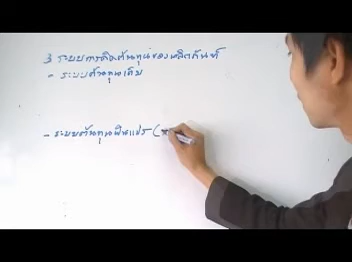 3 ระบบการคิดต้นทุนของผลิตภัณฑ์
- ระบบต้นทุนเต็ม
- ระบบต้นทุนผันแปร (